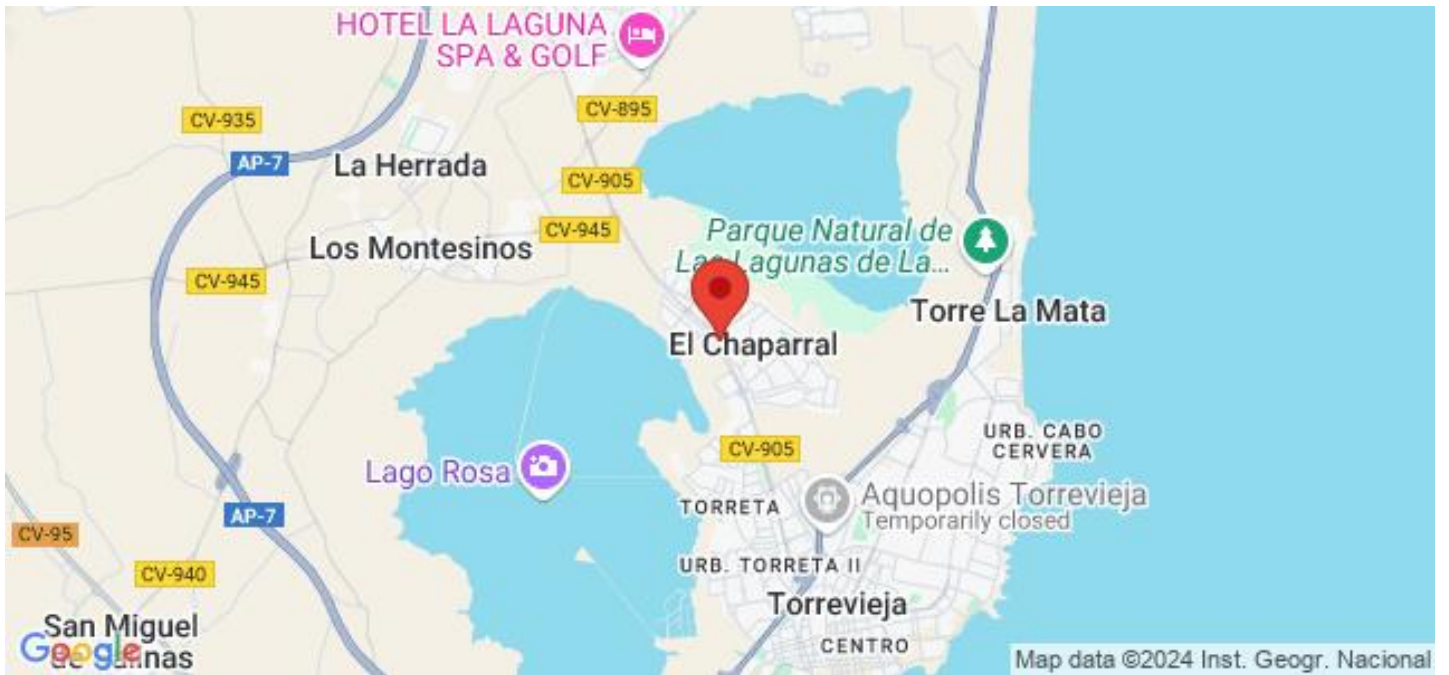 HOTEL LA LAGUNA
SPA & GOLF
CV-895
CV-935
AP-7
La Herrada
CV-905
Los Montesinos
CV-945
Parque Natural de
Las Lagunas de La...
CV-945
Torre La Mata
El Chaparral
URB. CABO
CERVERA
CV-905
Lago Rosa
Aquopolis Torrevieja
Temporarily closed
TORRETA
AP-7
CV-95
URB. TORRETA II
CV-940
Torrevieja
San Miguel
de Salinas
CENTRO
Google
Map data ©2024 Inst. Geogr. Nacional